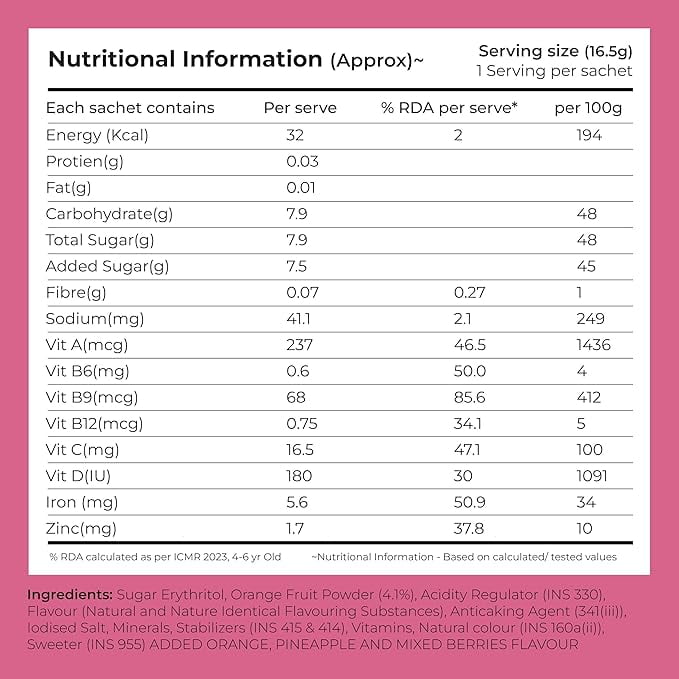 Nutritional Information (Approx)~
Serving size (16.5g)
1 Serving per sachet
Each sachet contains Per serve % RDA per serve* per 100g
Energy (Kcal) 32 2 194
Protien(g) 0.03
Fat(g) 0.01
Carbohydrate(g) 7.9 48
Total Sugar(g) 7.9 48
Added Sugar(g) 7.5 45
Fibre(g) 0.07 0.27 1
Sodium(mg) 41.1 2.1 249
Vit A(mcg) 237 46.5 1436
Vit B6(mg) 0.6 50.0 4
Vit B9(mcg) 68 85.6 412
Vit B12(mcg) 0.75 34.1 5
Vit C(mg) 16.5 47.1 100
Vit D(IU) 180 30 1091
Iron (mg) 5.6 50.9 34
Zinc(mg) 1.7 37.8 10
% RDA calculated as per ICMR 2023, 4-6 yr Old ~Nutritional Information - Based on calculated/ tested values
Ingredients: Sugar Erythritol, Orange Fruit Powder (4.1%), Acidity Regulator (INS 330),
Flavour (Natural and Nature Identical Flavouring Substances), Anticaking Agent (341(iii)),
Iodised Salt, Minerals, Stabilizers (INS 415 & 414), Vitamins, Natural colour (INS 160a(ii)),
Sweeter (INS 955) ADDED ORANGE, PINEAPPLE AND MIXED BERRIES FLAVOUR